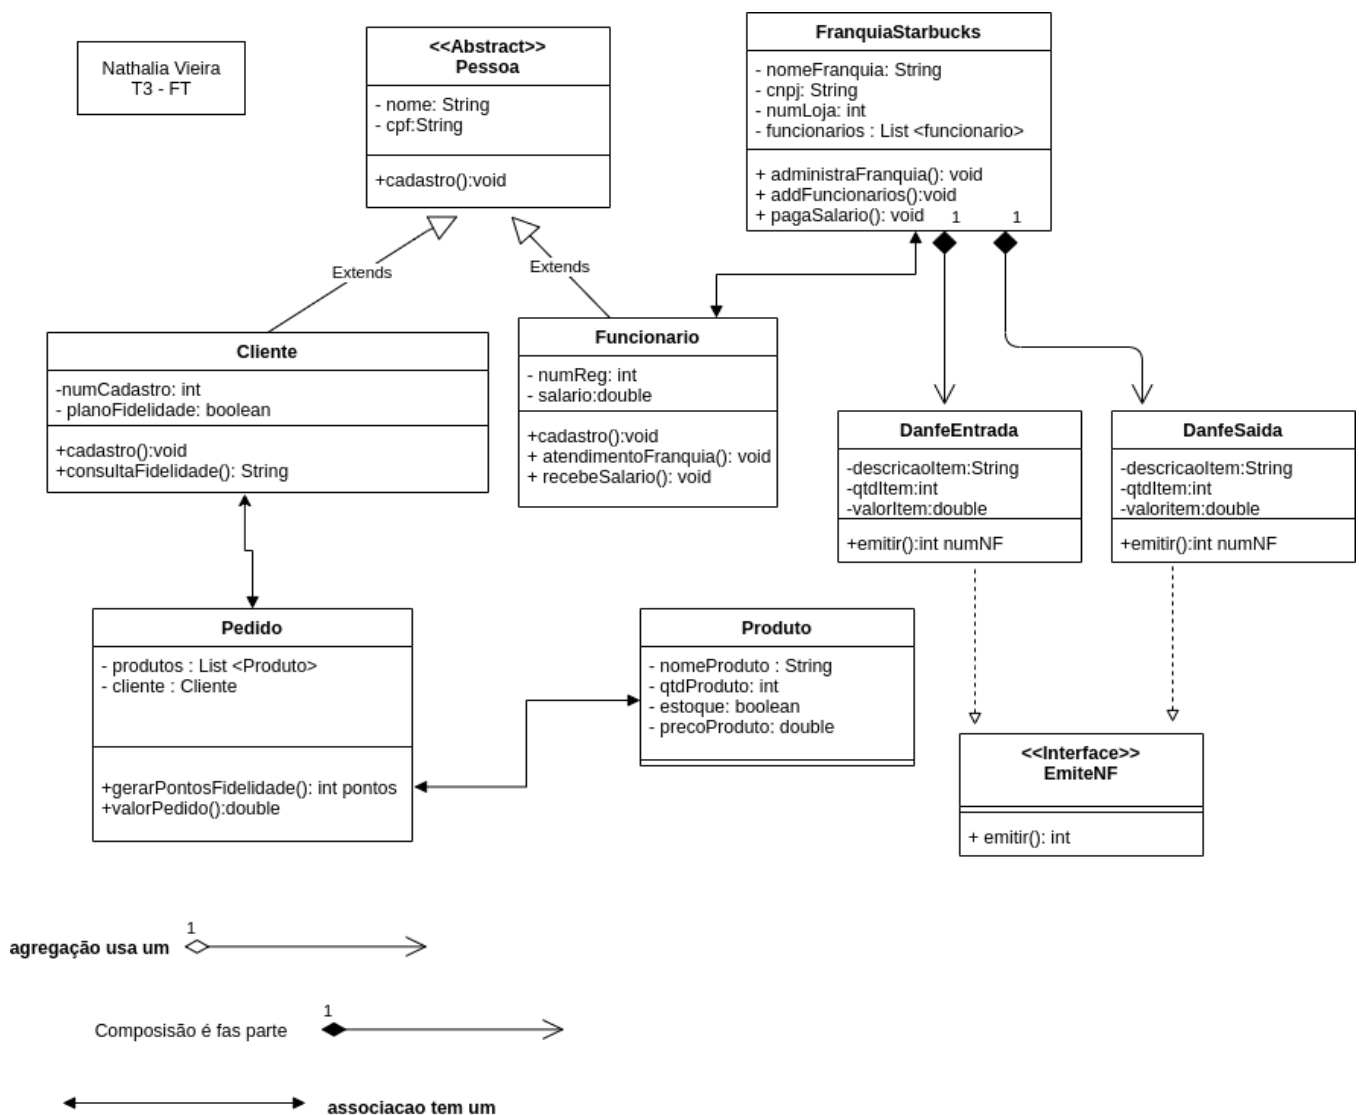 Nathalia Vieira
T3 - FT
<<Abstract>>
Pessoa
- nome: String
- cpf:String
+cadastro():void
FranquiaStarbucks
- nomeFranquia: String
- cnpj: String
- numLoja: int
- funcionarios : List <funcionario>
+ administraFranquia(): void
+ addFuncionarios():void
+ pagaSalario(): void
1
1
Extends
Extends
Cliente
-numCadastro: int
- planoFidelidade: boolean
+cadastro():void
+consultaFidelidade(): String
Funcionario
- numReg: int
- salario:double
+cadastro():void
+ atendimentoFranquia(): void
+ recebeSalario(): void
DanfeEntrada
-descricaoItem:String
-qtdItem:int
-valorItem:double
+emitir():int numNF
DanfeSaida
-descricaoItem:String
-qtdItem:int
-valoritem:double
+emitir():int numNF
Pedido
- produtos : List <Produto>
- cliente : Cliente
+gerarPontosFidelidade(): int pontos
+valorPedido():double
Produto
- nomeProduto : String
- qtdProduto: int
- estoque: boolean
- precoProduto: double
<<Interface>>
EmiteNF
+ emitir(): int
1
agregação usa um
1
Composisão é fas parte
associacao tem um